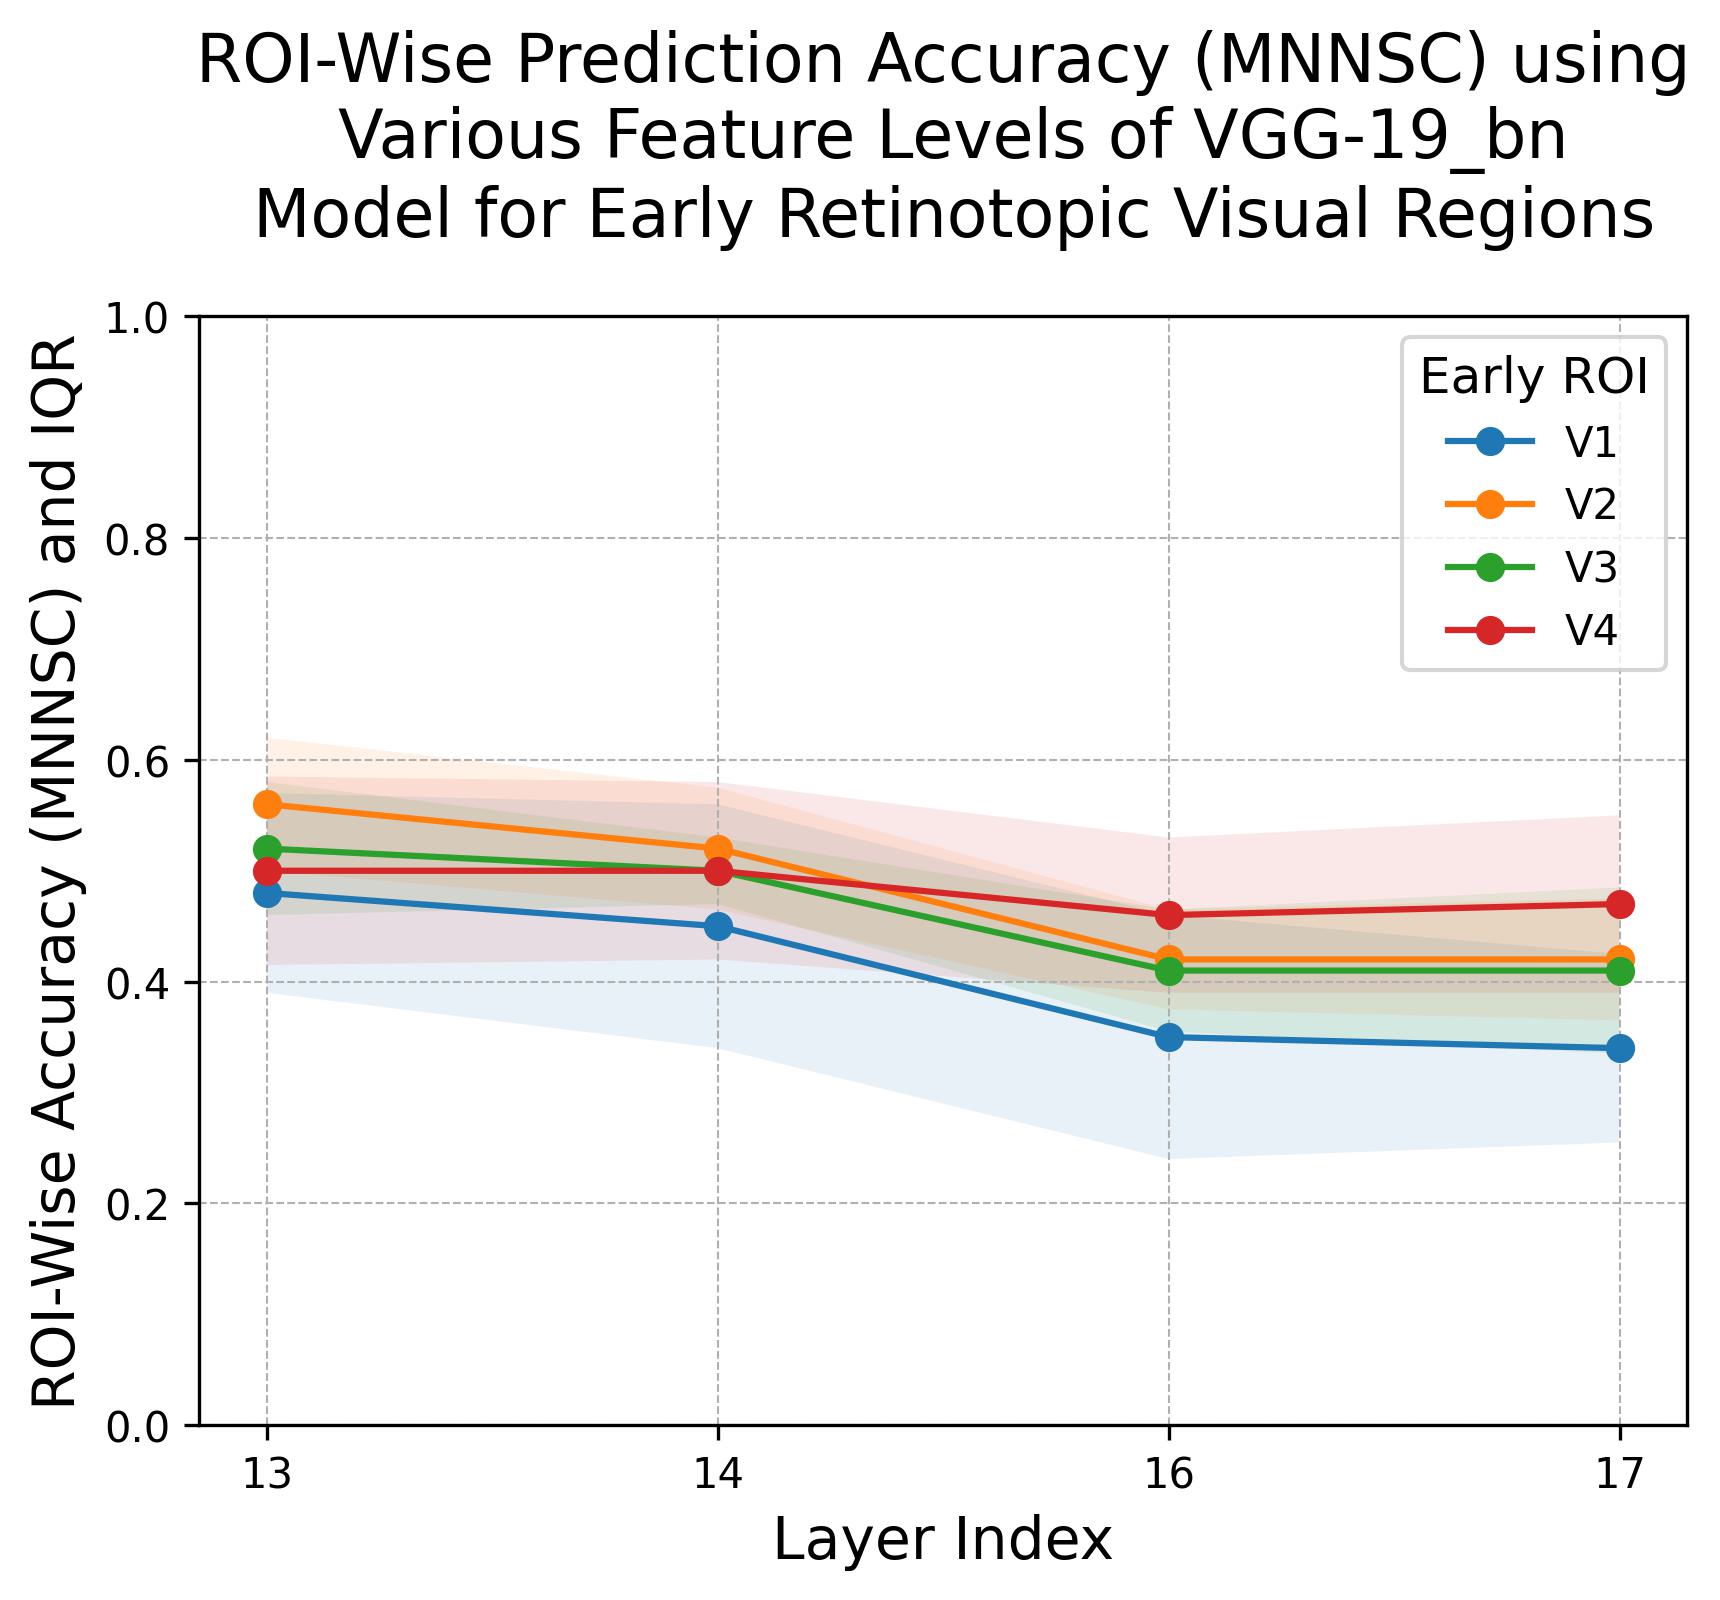 ROI-Wise Prediction Accuracy (MNNSC) using
Various Feature Levels of VGG-19_bn
Model for Early Retinotopic Visual Regions
ROI-Wise Accuracy (MNNSC) and IQR
1.0
0.8
0.6
0.4
0.2
0.0
Early ROI
V1
V2
V3
V4
13
14
16
17
Layer Index